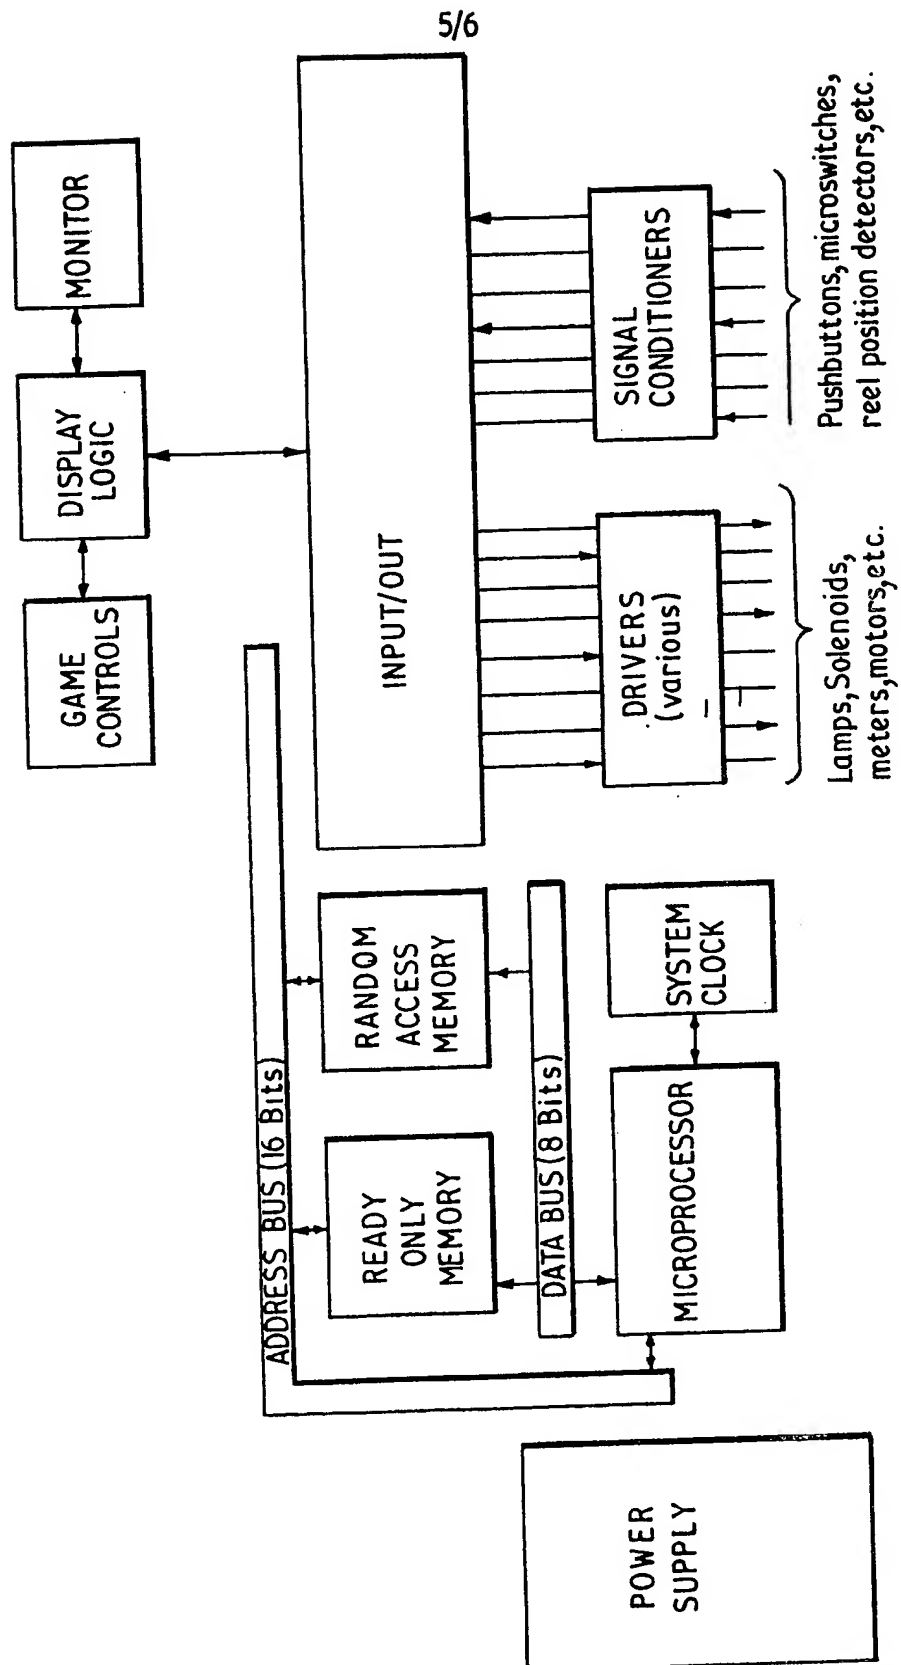 5/6
GAME
CONTROLS
DISPLAY
LOGIC
MONITOR
ADDRESS BUS (16 Bits)
READY
ONLY
MEMORY
RANDOM
ACCESS
MEMORY
INPUT/OUT
DATA BUS (8 Bits)
POWER
SUPPLY
MICROPROCESSOR
SYSTEM
CLOCK
DRIVERS
(various)
SIGNAL
CONDITIONERS
Lamps, Solenoids,
meters, motors, etc.
Pushbuttons, microswitches,
reel position detectors, etc.